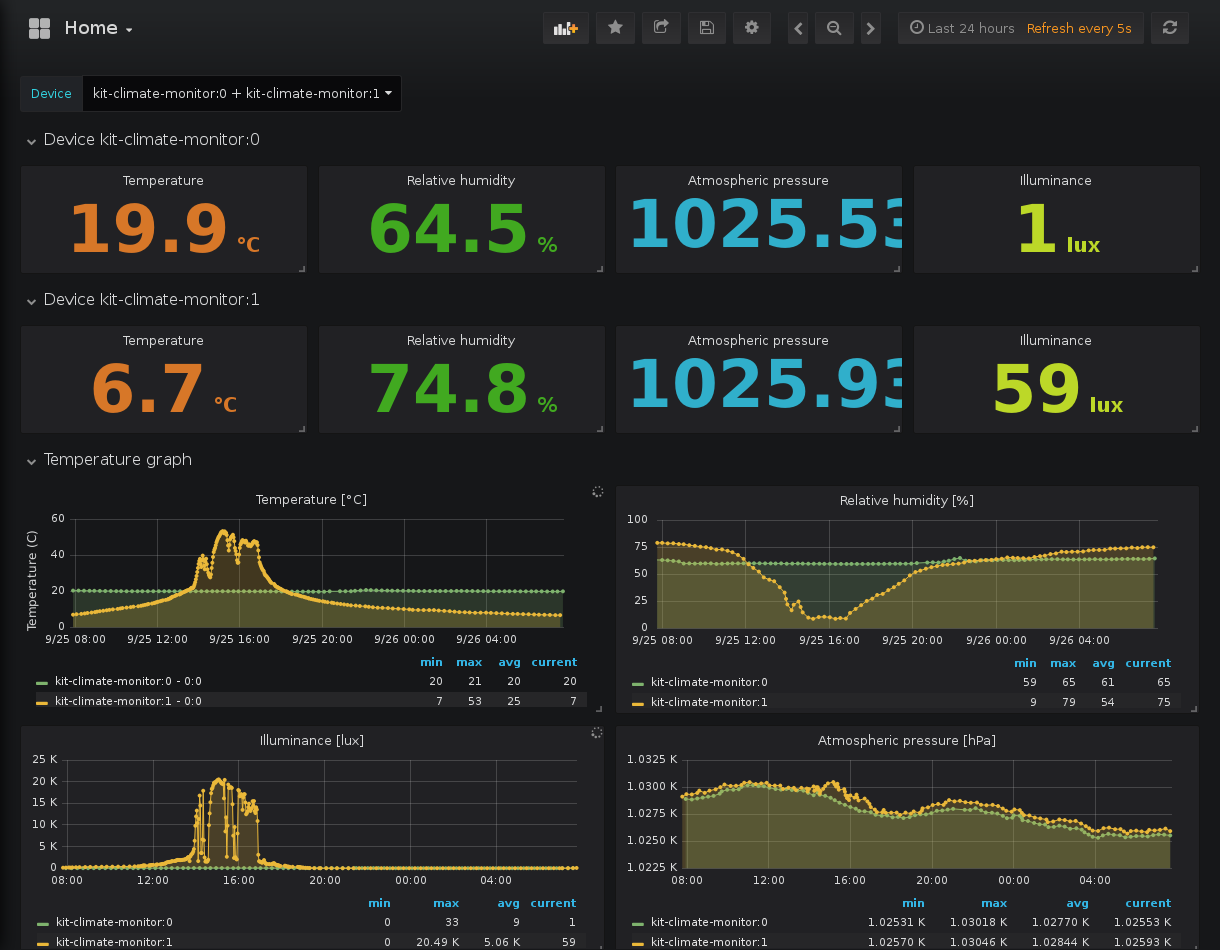 Home
Last 24 hours Refresh every 5s
Device kit-climate-monitor:0 + kit-climate-monitor:1
Device kit-climate-monitor:0
Temperature Relative humidity Atmospheric pressure Illuminance
19.9 °C 64.5 % 1025.53 1 lux
Device kit-climate-monitor:1
Temperature Relative humidity Atmospheric pressure Illuminance
6.7 °C 74.8 % 1025.93 59 lux
Temperature graph
Temperature [°C]
Temperature (C)
60
40
20
0
9/25 08:00 9/25 12:00 9/25 16:00 9/25 20:00 9/26 00:00 9/26 04:00
min max avg current
kit-climate-monitor:0 - 0:0 20 21 20 20
kit-climate-monitor:1 - 0:0 7 53 25 7
Relative humidity [%]
100
75
50
25
0
9/25 08:00 9/25 12:00 9/25 16:00 9/25 20:00 9/26 00:00 9/26 04:00
min max avg current
kit-climate-monitor:0 59 65 61 65
kit-climate-monitor:1 9 79 54 75
Illuminance [lux]
25 K
20 K
15 K
10 K
5 K
0
08:00 12:00 16:00 20:00 00:00 04:00
min max avg current
kit-climate-monitor:0 0 33 9 1
kit-climate-monitor:1 0 20.49 K 5.06 K 59
Atmospheric pressure [hPa]
1.0325 K
1.0300 K
1.0275 K
1.0250 K
1.0225 K
08:00 12:00 16:00 20:00 00:00 04:00
min max avg current
kit-climate-monitor:0 1.02531 K 1.03018 K 1.02770 K 1.02553 K
kit-climate-monitor:1 1.02570 K 1.03046 K 1.02844 K 1.02593 K